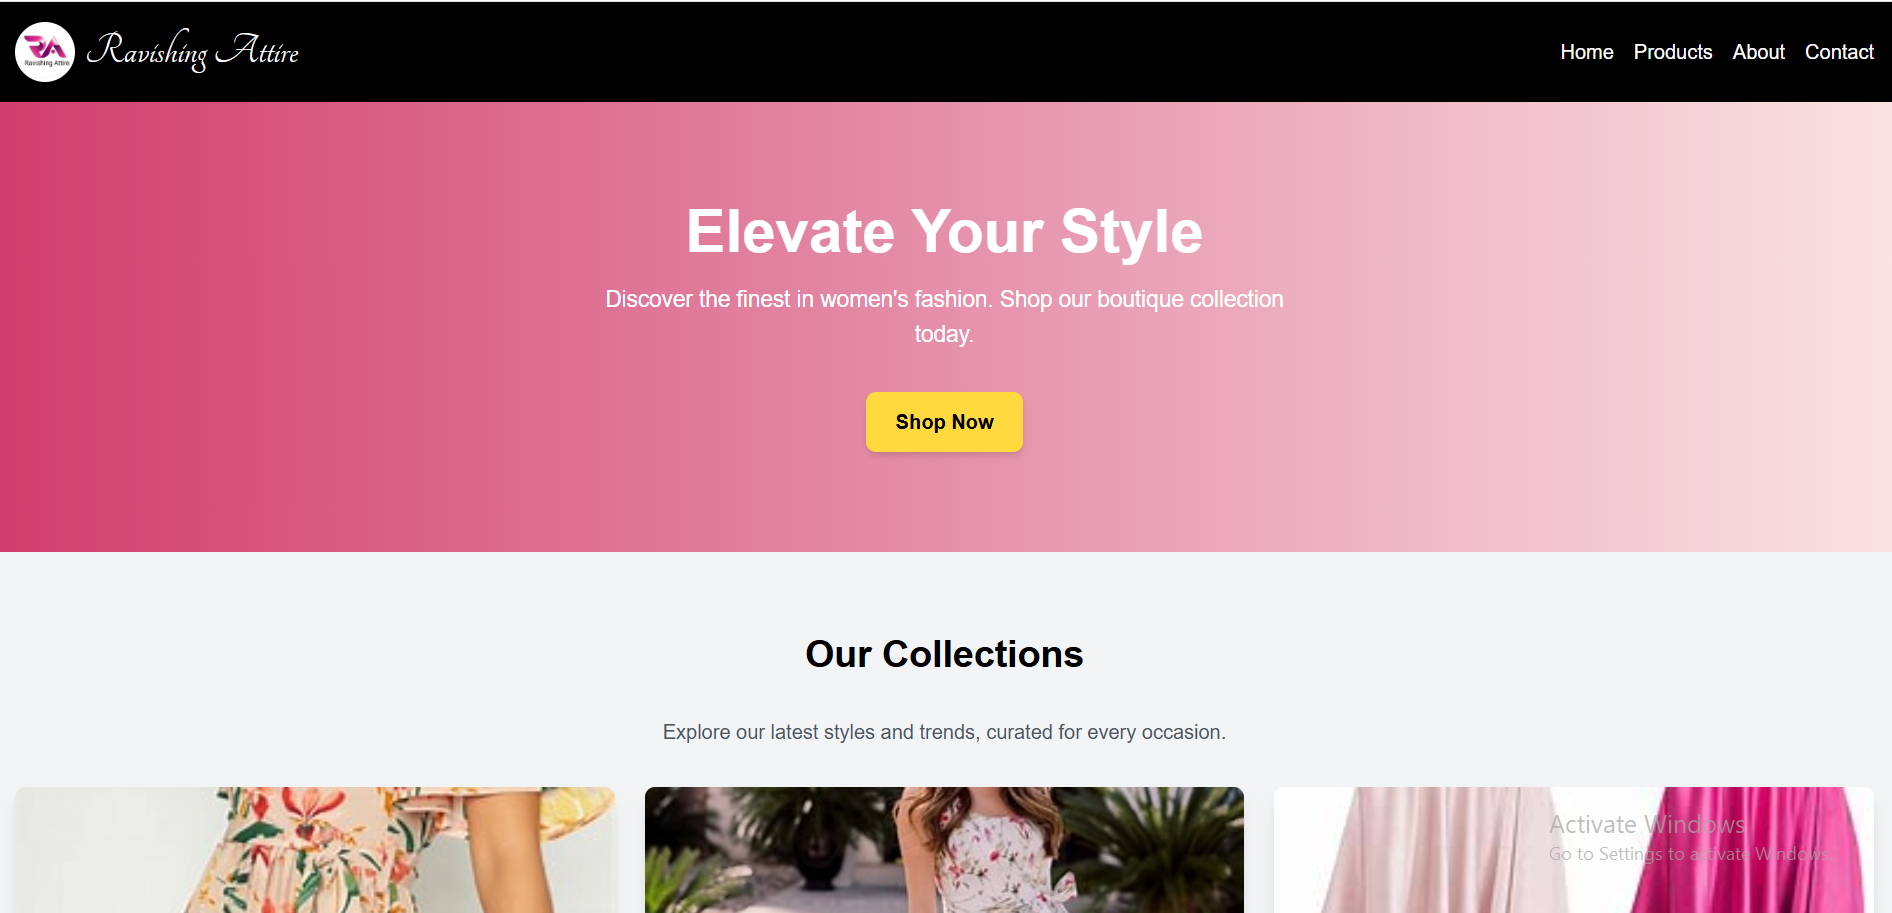 RA
Ravishing Attire
Ravishing Attire
Home Products About Contact
Elevate Your Style
Discover the finest in women's fashion. Shop our boutique collection
today.
Shop Now
Our Collections
Explore our latest styles and trends, curated for every occasion.
Activate Windows
Go to Settings to activate Windows.